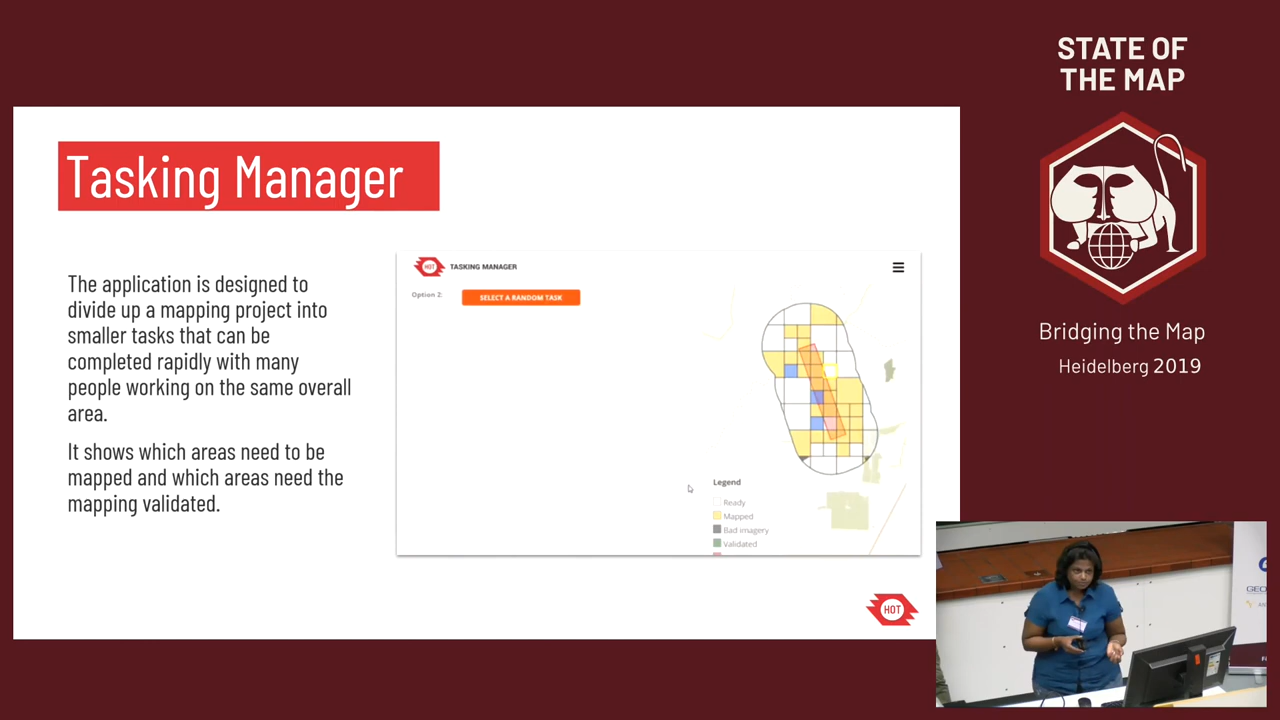 Tasking Manager
The application is designed to
divide up a mapping project into
smaller tasks that can be
completed rapidly with many
people working on the same overall
area.
It shows which areas need to be
mapped and which areas need the
mapping validated.
HOT TASKING MANAGER
Option 2:
SELECT A RANDOM TASK
Legend
Ready
Mapped
Bad imagery
Validated
HOT
STATE OF
THE MAP
Bridging the Map
Heidelberg 2019